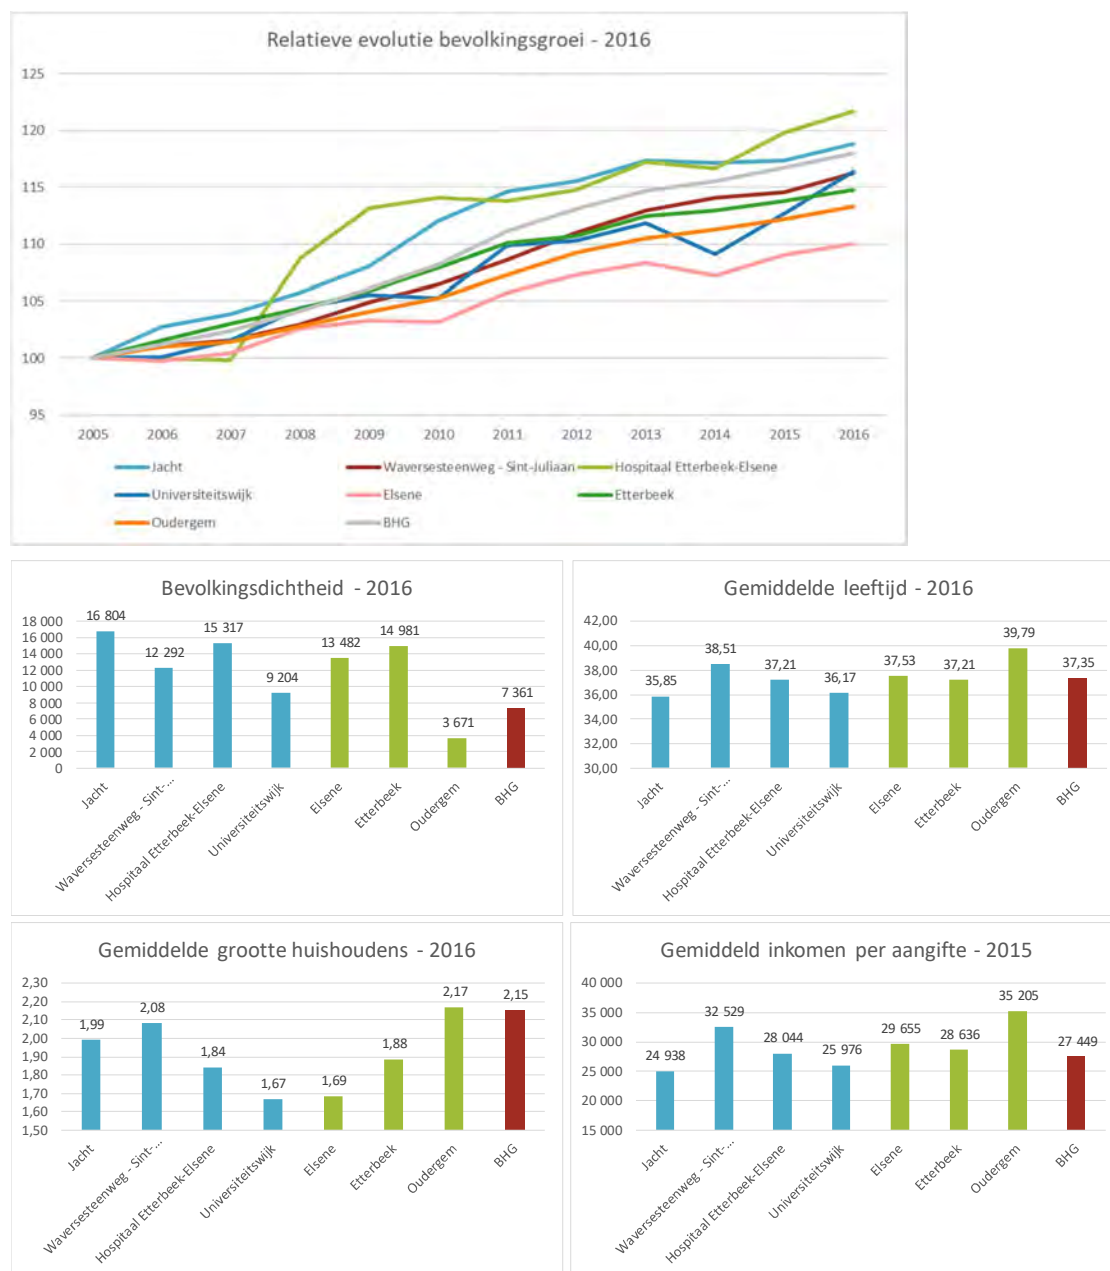 Relatieve evolutie bevolkingsgroei - 2016
125
120
115
110
105
100
95
2005 2006 2007 2008 2009 2010 2011 2012 2013 2014 2015 2016
Jacht Waversesteenweg - Sint-Juliaan Hospitaal Etterbeek-Elsene
Universiteitswijk Elsene Etterbeek
Oudergem BHG
Bevolkingsdichtheid - 2016
18 000
16 000
14 000
12 000
10 000
8 000
6 000
4 000
2 000
0
16 804
12 292
15 317
9 204
13 482
14 981
3 671
7 361
Jacht
Waversesteenweg - Sint-...
Hospitaal Etterbeek-Elsene
Universiteitswijk
Elsene
Etterbeek
Oudergem
BHG
Gemiddelde leeftijd - 2016
42,00
40,00
38,00
36,00
34,00
32,00
30,00
35,85
38,51
37,21
36,17
37,53
37,21
39,79
37,35
Jacht
Waversesteenweg - Sint-...
Hospitaal Etterbeek-Elsene
Universiteitswijk
Elsene
Etterbeek
Oudergem
BHG
Gemiddelde grootte huishoudens - 2016
2,30
2,20
2,10
2,00
1,90
1,80
1,70
1,60
1,50
1,99
2,08
1,84
1,67
1,69
1,88
2,17
2,15
Jacht
Waversesteenweg - Sint-...
Hospitaal Etterbeek-Elsene
Universiteitswijk
Elsene
Etterbeek
Oudergem
BHG
Gemiddeld inkomen per aangifte - 2015
40 000
35 000
30 000
25 000
20 000
15 000
24 938
32 529
28 044
25 976
29 655
28 636
35 205
27 449
Jacht
Waversesteenweg - Sint-...
Hospitaal Etterbeek-Elsene
Universiteitswijk
Elsene
Etterbeek
Oudergem
BHG